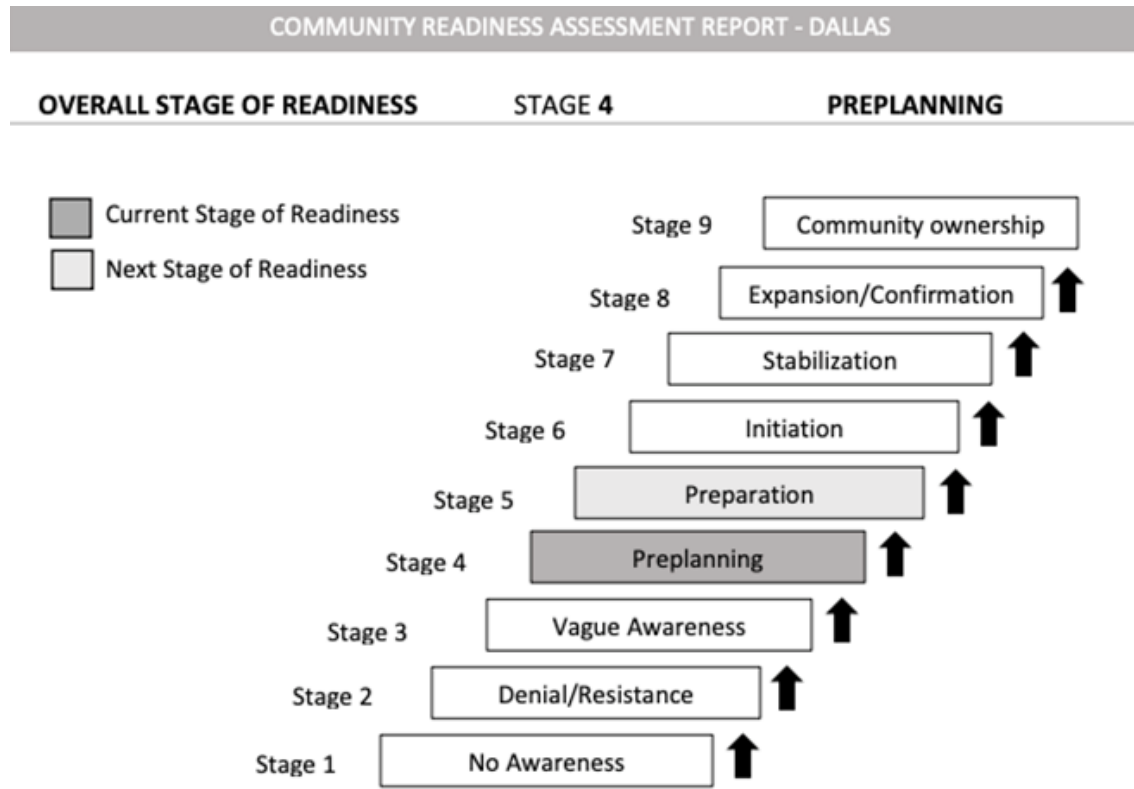 COMMUNITY READINESS ASSESSMENT REPORT - DALLAS
OVERALL STAGE OF READINESS STAGE 4 PREPLANNING
Current Stage of Readiness
Next Stage of Readiness
Stage 9 Community ownership
Stage 8 Expansion/Confirmation
Stage 7 Stabilization
Stage 6 Initiation
Stage 5 Preparation
Stage 4 Preplanning
Stage 3 Vague Awareness
Stage 2 Denial/Resistance
Stage 1 No Awareness